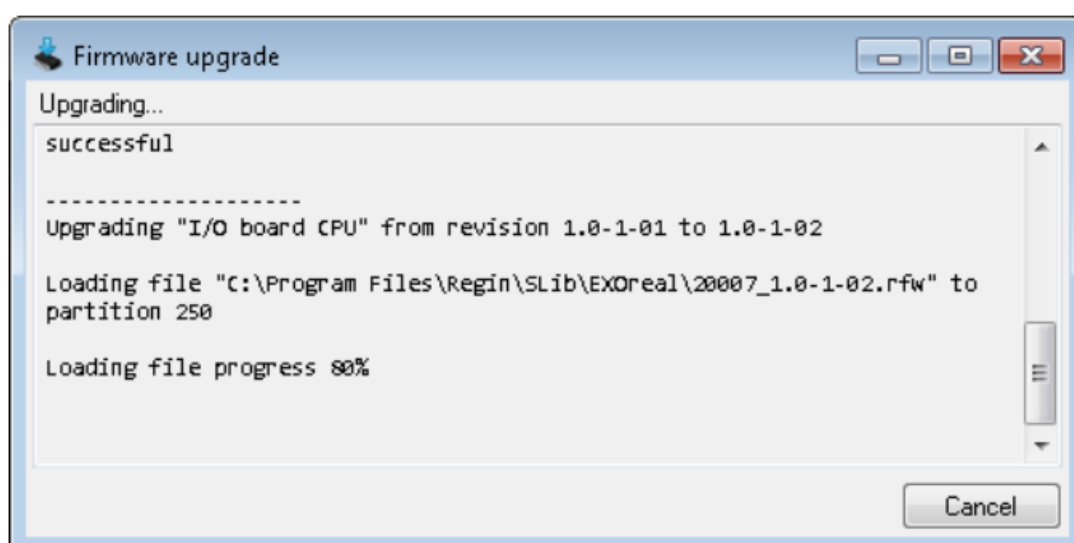 Firmware upgrade
Upgrading...
successful
--------------------
Upgrading "I/O board CPU" from revision 1.0-1-01 to 1.0-1-02
Loading file "C:\Program Files\Regin\SLib\EXOreal\20007_1.0-1-02.rfw" to
partition 250
Loading file progress 80%
Cancel